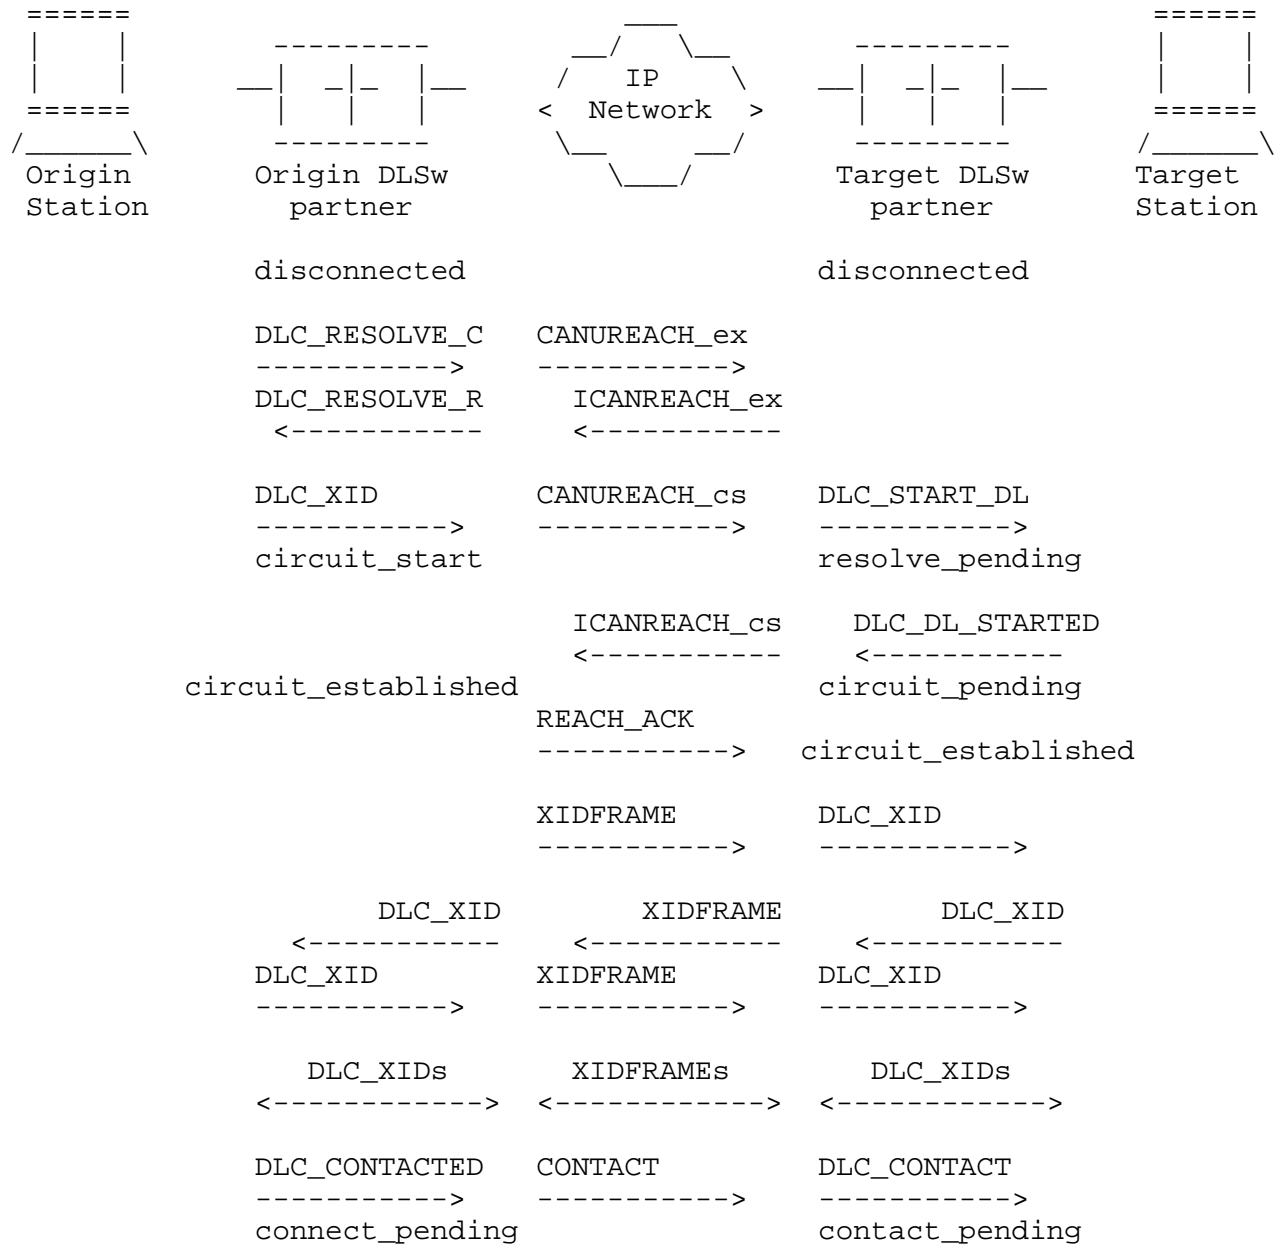 IP
Network
Origin Origin DLSw Target DLSw Target
Station partner partner Station
disconnected disconnected
DLC_RESOLVE_C CANUREACH_ex
DLC_RESOLVE_R ICANREACH_ex
DLC_XID CANUREACH_cs DLC_START_DL
circuit_start resolve_pending
ICANREACH_cs DLC_DL_STARTED
circuit_established circuit_pending
REACH_ACK
circuit_established
XIDFRAME DLC_XID
DLC_XID XIDFRAME DLC_XID
DLC_XID XIDFRAME DLC_XID
DLC_XIDs XIDFRAMEs DLC_XIDs
DLC_CONTACTED CONTACT DLC_CONTACT
connect_pending contact_pending